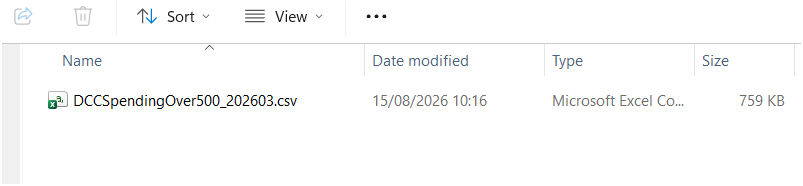 Sort View
Name Date modified Type Size
DCCSpendingOver500_202603.csv 15/08/2026 10:16 Microsoft Excel Co... 759 KB